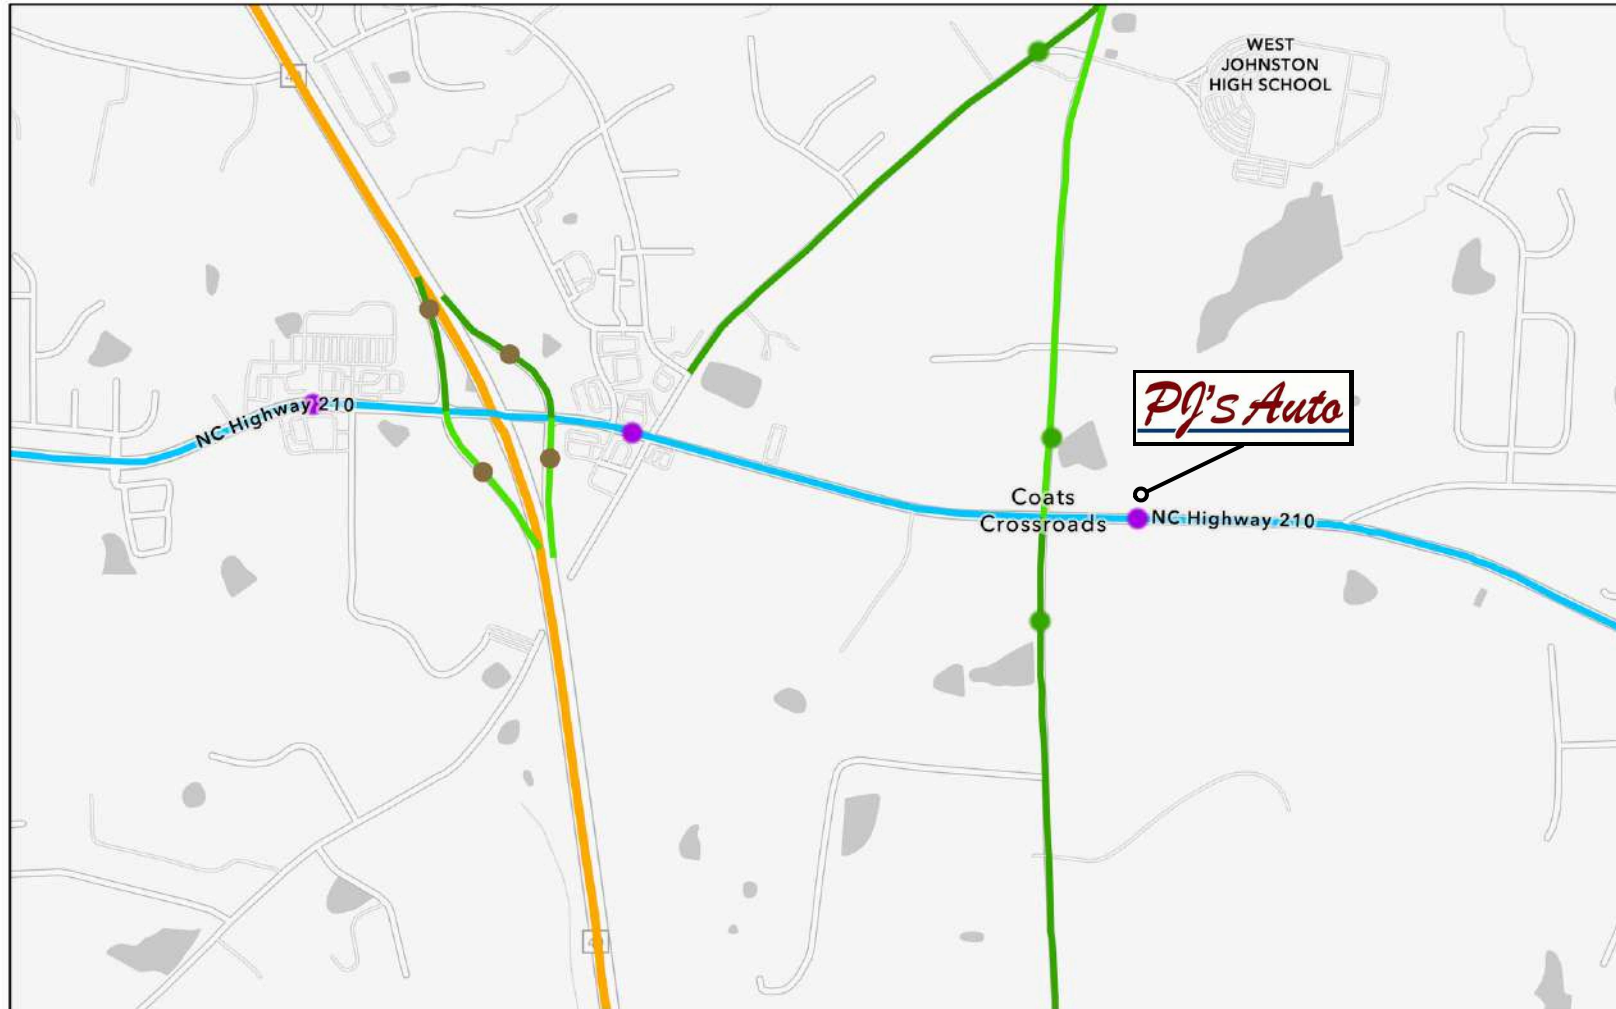 WEST
JOHNSTON
HIGH SCHOOL
PJ's Auto
NC Highway 210
Coats
Crossroads
NC Highway 210